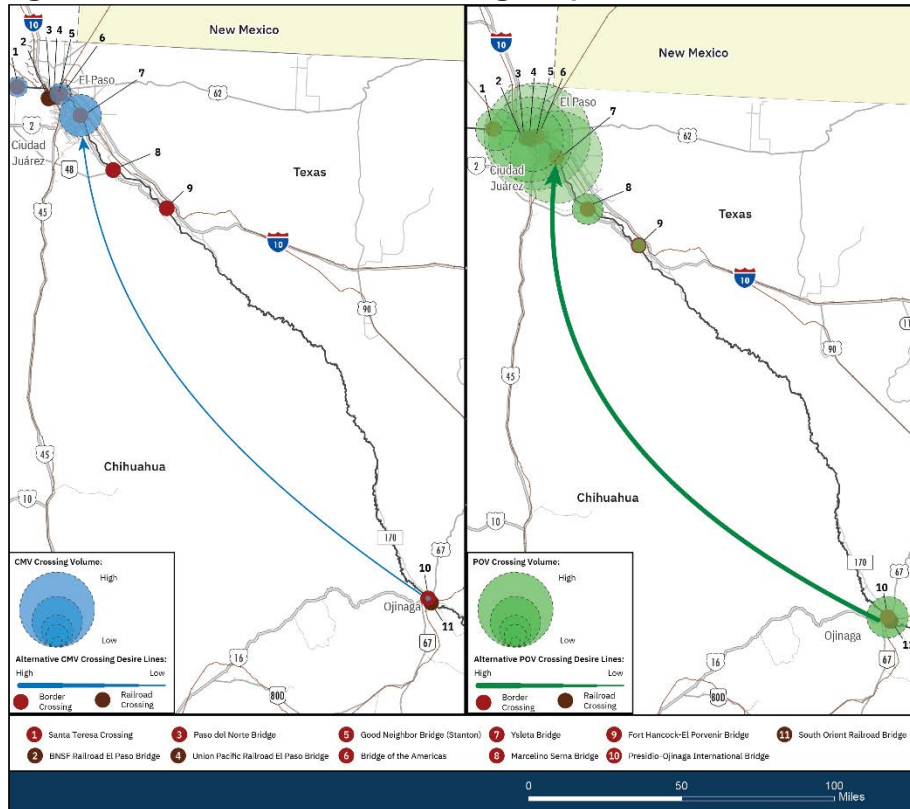 New Mexico
10
1
2
3
4
5
6
7
El Paso
62
2
Ciudad
Juárez
48
8
9
45
Texas
10
90
45
Chihuahua
10
170
67
10
Ojinaga
11
67
16
80D
CMV Crossing Volume:
High
Low
Alternative CMV Crossing Desire Lines:
High
Low
Border
Crossing
Railroad
Crossing
10
New Mexico
1
2
3
4
5
6
El Paso
7
62
2
Ciudad
Juárez
8
9
Texas
45
10
90
11
Chihuahua
10
170
67
10
Ojinaga
67
16
80D
POV Crossing Volume:
High
Low
Alternative POV Crossing Desire Lines:
High
Low
Border
Crossing
Railroad
Crossing
1 Santa Teresa Crossing
3 Paso del Norte Bridge
5 Good Neighbor Bridge (Stanton)
7 Ysleta Bridge
9 Fort Hancock-El Porvenir Bridge
11 South Orient Railroad Bridge
2 BNSF Railroad El Paso Bridge
4 Union Pacific Railroad El Paso Bridge
6 Bridge of the Americas
8 Marcelino Serna Bridge
10 Presidio-Ojinaga International Bridge
0 50 100
Miles